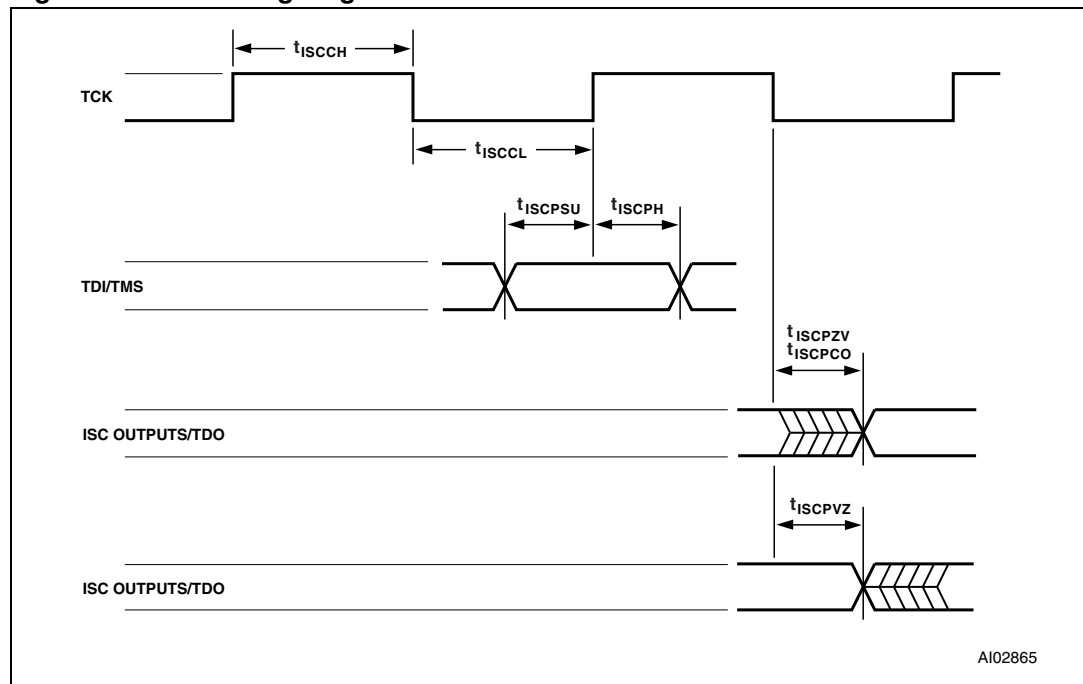 tISCCH
TCK
tISCCL
tISCPSU
tISCPH
TDI/TMS
tISCPZV
tISCPCO
ISC OUTPUTS/TDO
tISCPVZ
ISC OUTPUTS/TDO
AI02865